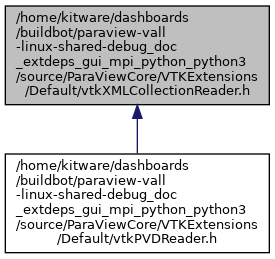 /home/kitware/dashboards
/buildbot/paraview-vall
-linux-shared-debug_doc
_extdeps_gui_mpi_python_python3
/source/ParaViewCore/VTKExtensions
/Default/vtkXMLCollectionReader.h
/home/kitware/dashboards
/buildbot/paraview-vall
-linux-shared-debug_doc
_extdeps_gui_mpi_python_python3
/source/ParaViewCore/VTKExtensions
/Default/vtkPVDReader.h